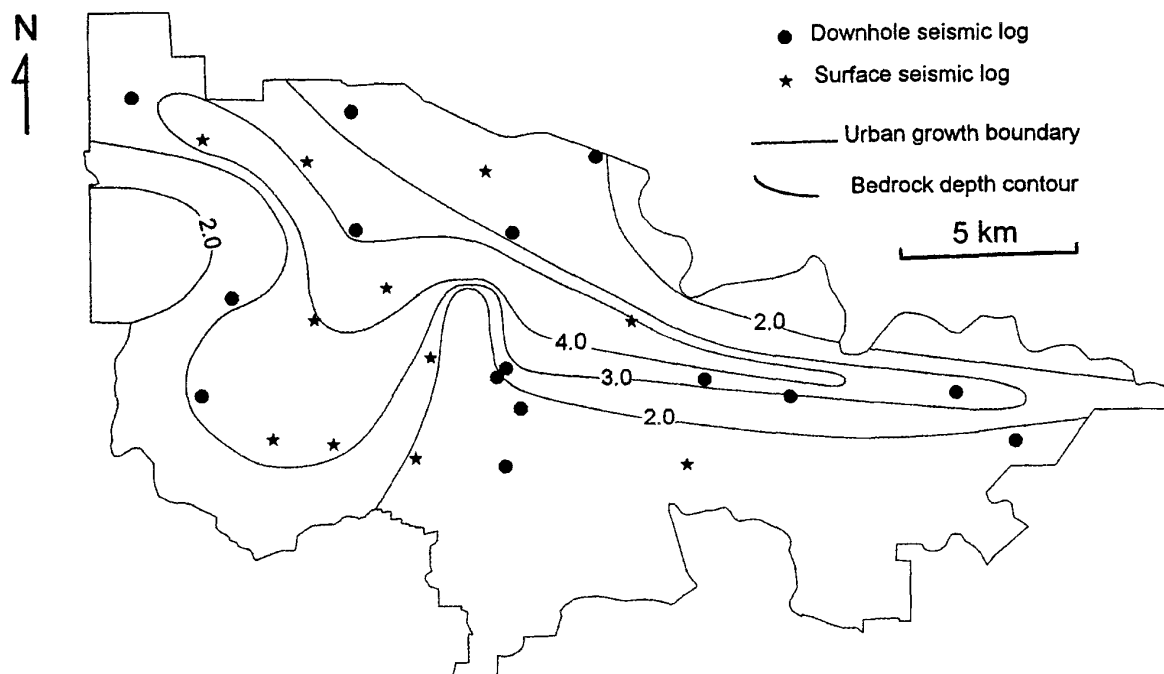 N
Downhole seismic log
Surface seismic log
Urban growth boundary
Bedrock depth contour
5 km
2.0
2.0
4.0
3.0
2.0